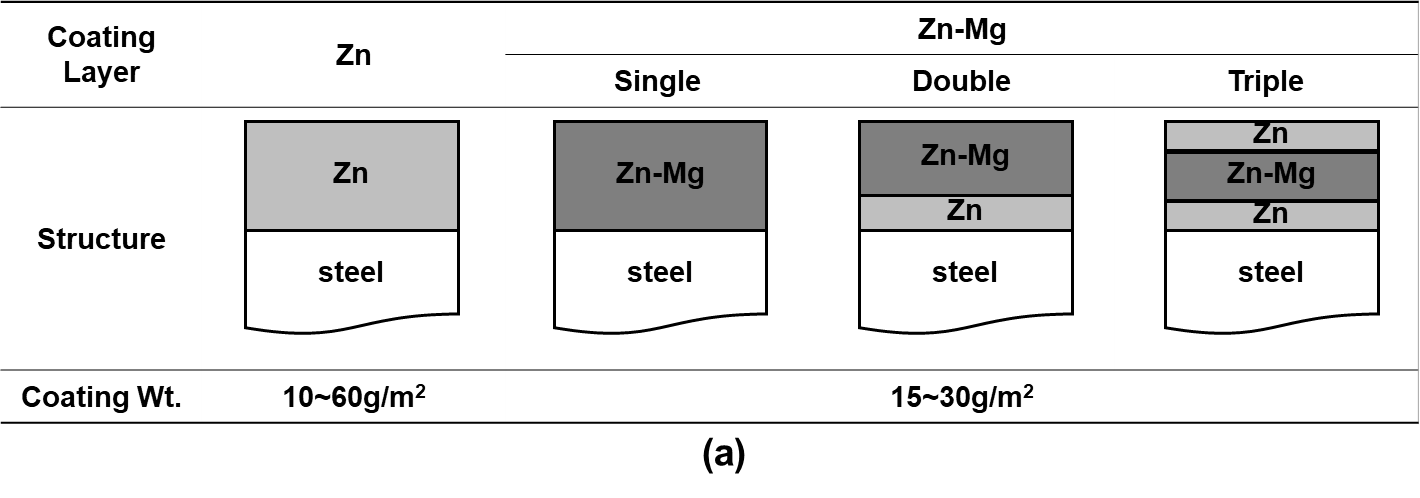 Coating
Layer
Zn
Zn-Mg
Single
Double
Triple
Structure
Zn
steel
Zn-Mg
steel
Zn-Mg
Zn
steel
Zn
Zn-Mg
Zn
steel
Coating Wt.
10~60g/m²
15~30g/m²
(a)